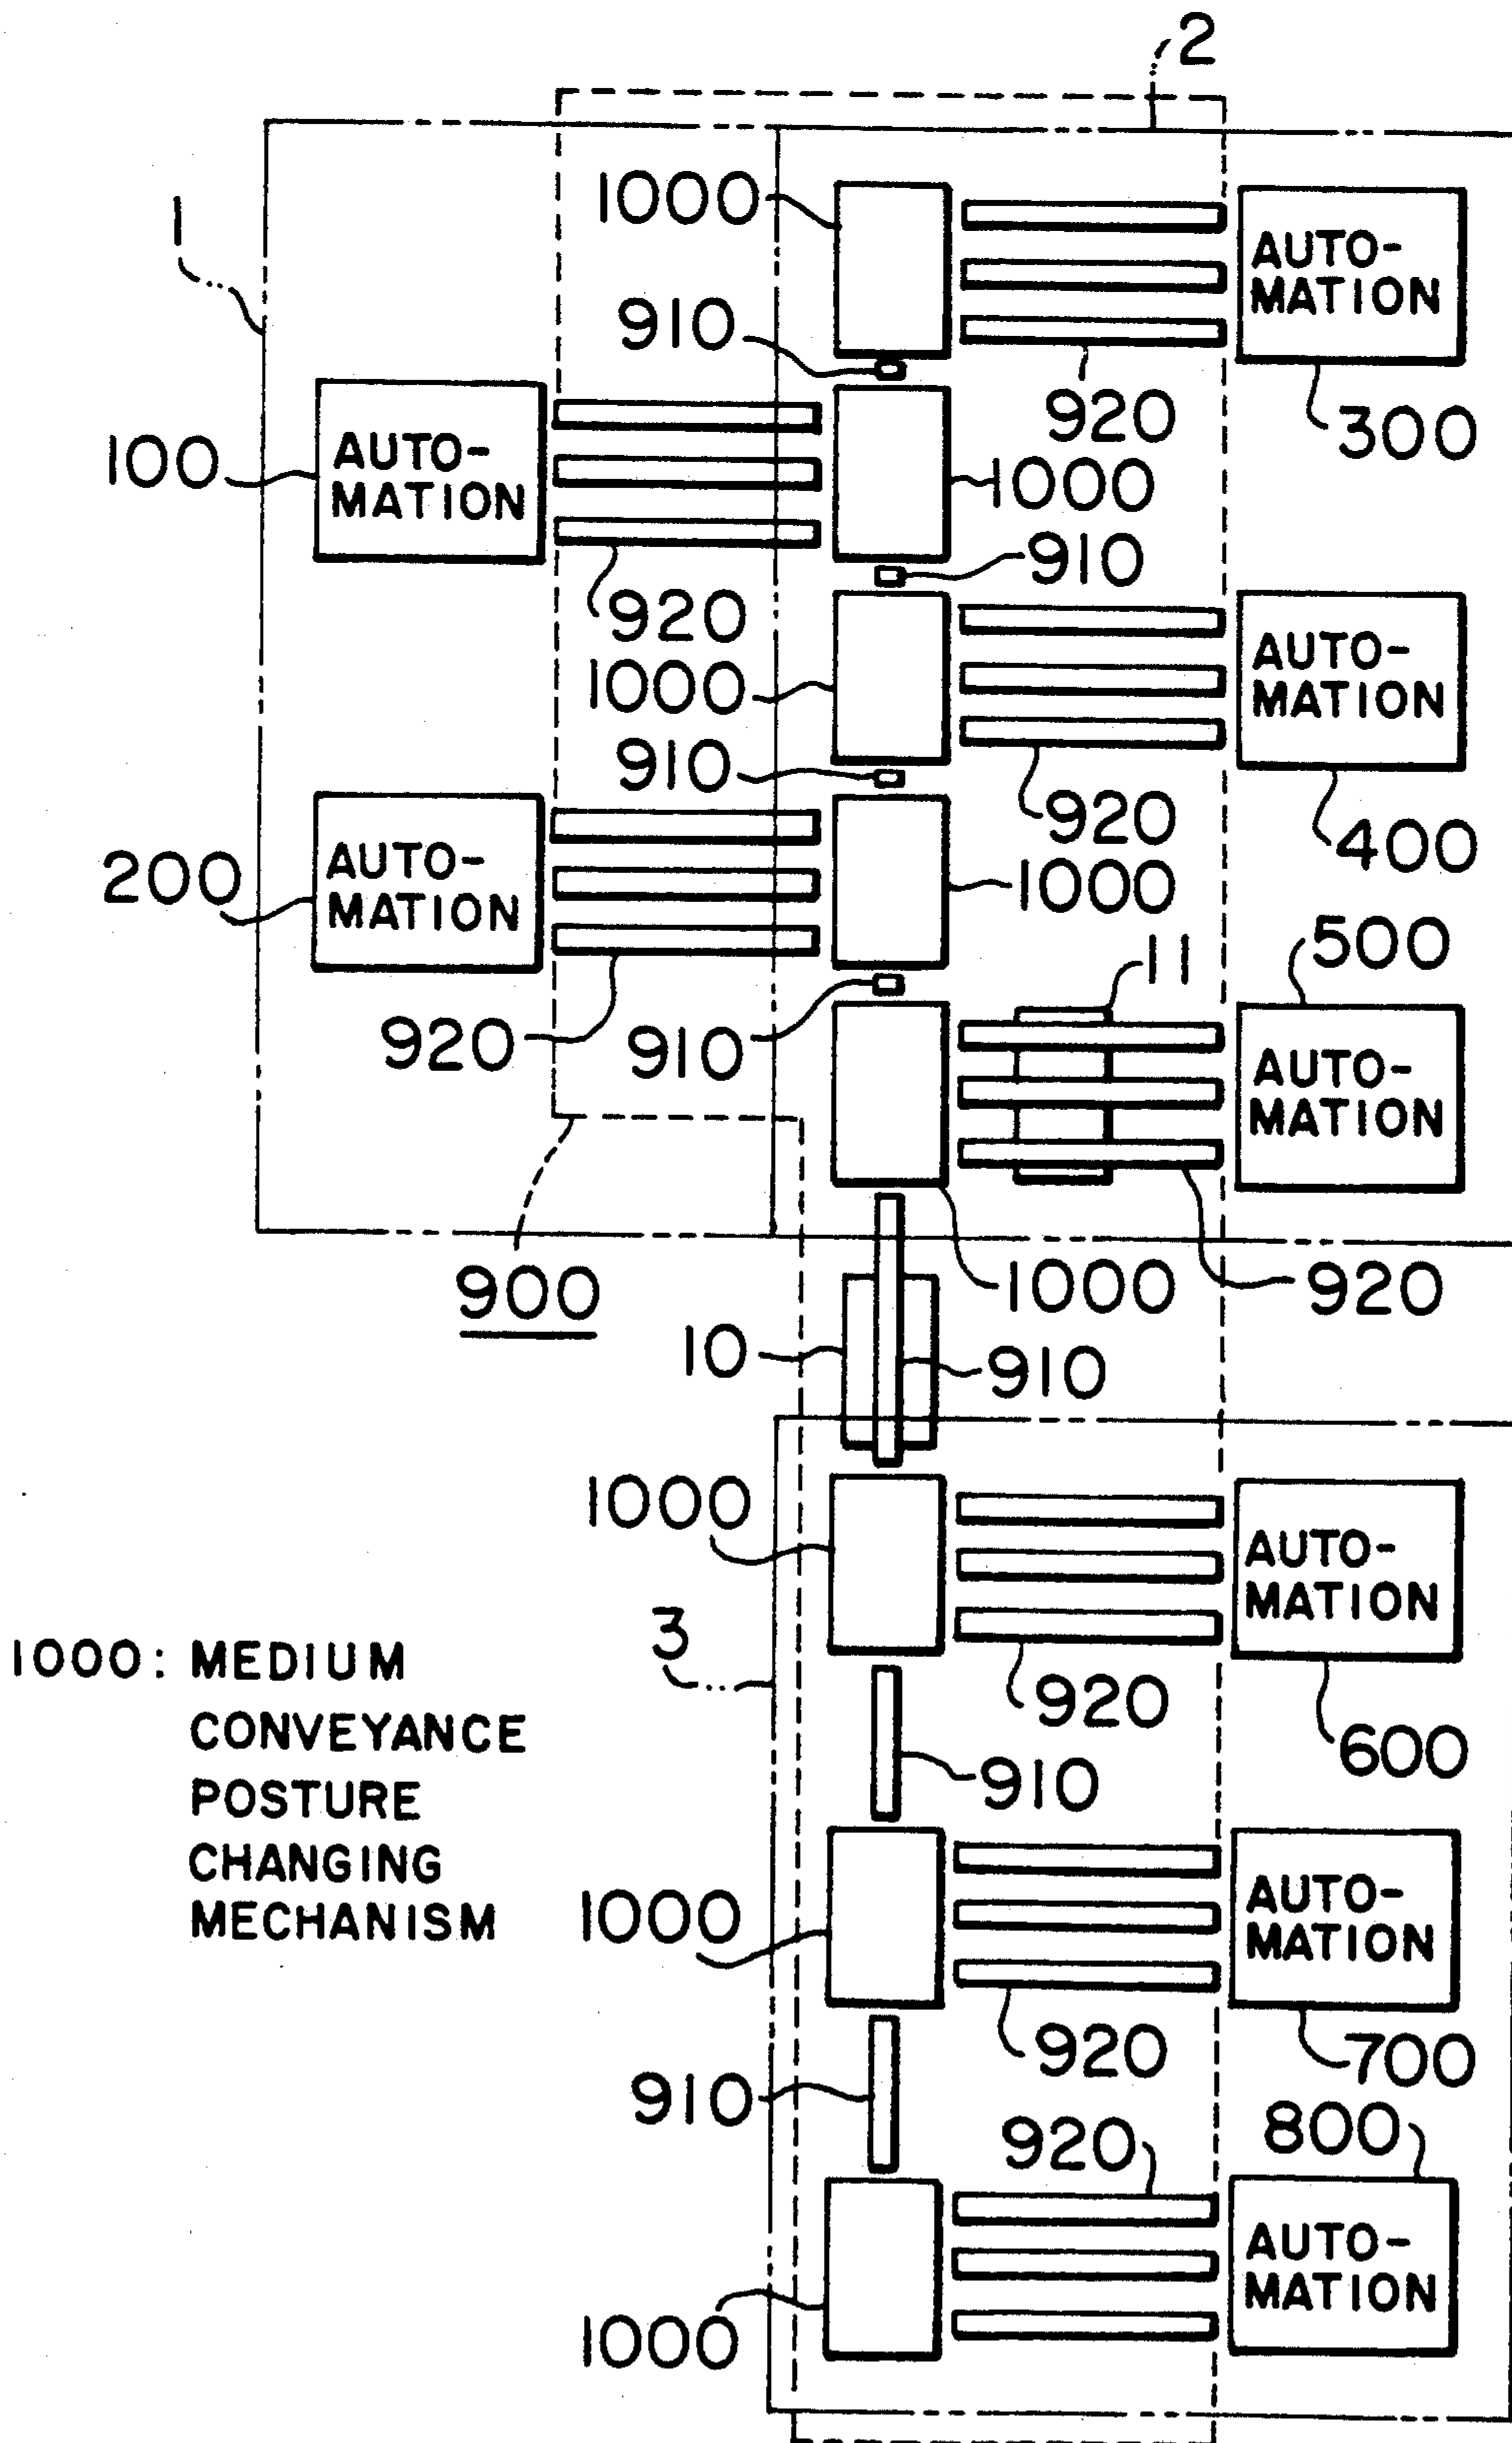 2
1000
AUTO-
MATION
1
910
920
300
100
AUTO-
MATION
1000
910
920
AUTO-
MATION
1000
910
920
400
200
AUTO-
MATION
1000
500
11
920
910
AUTO-
MATION
900
1000
920
10
910
1000
AUTO-
MATION
3
920
600
1000: MEDIUM
CONVEYANCE
POSTURE
CHANGING
MECHANISM
910
1000
AUTO-
MATION
920
700
910
920
800
AUTO-
MATION
1000